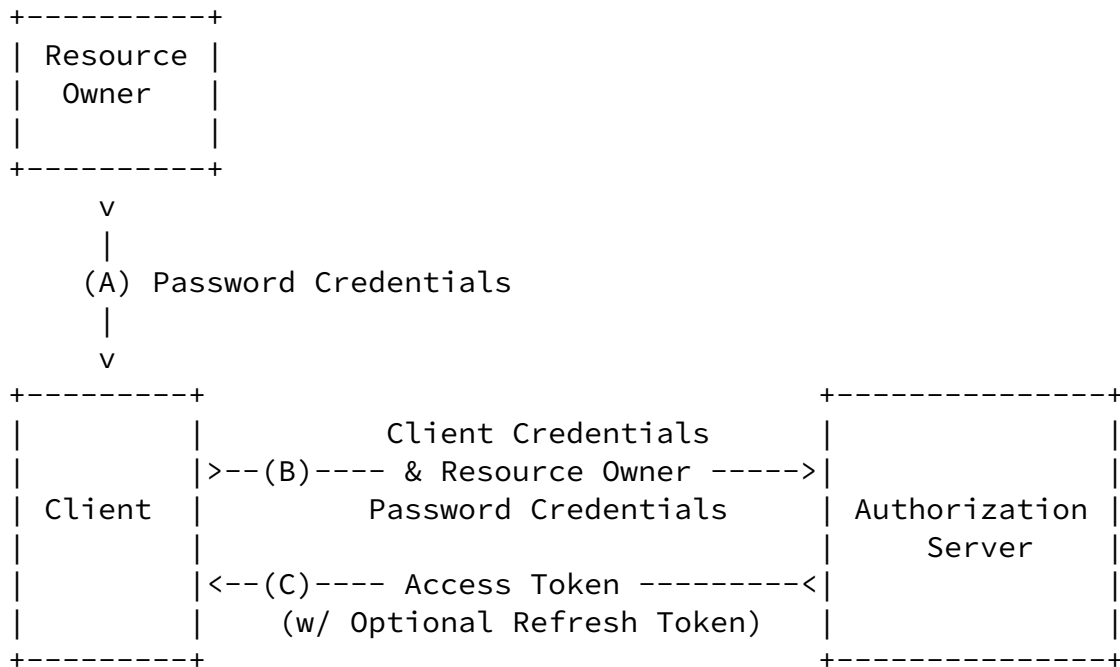 Resource
Owner
(A) Password Credentials
Client Credentials
(B) & Resource Owner
Client Password Credentials Authorization
Server
(C) Access Token
(w/ Optional Refresh Token)